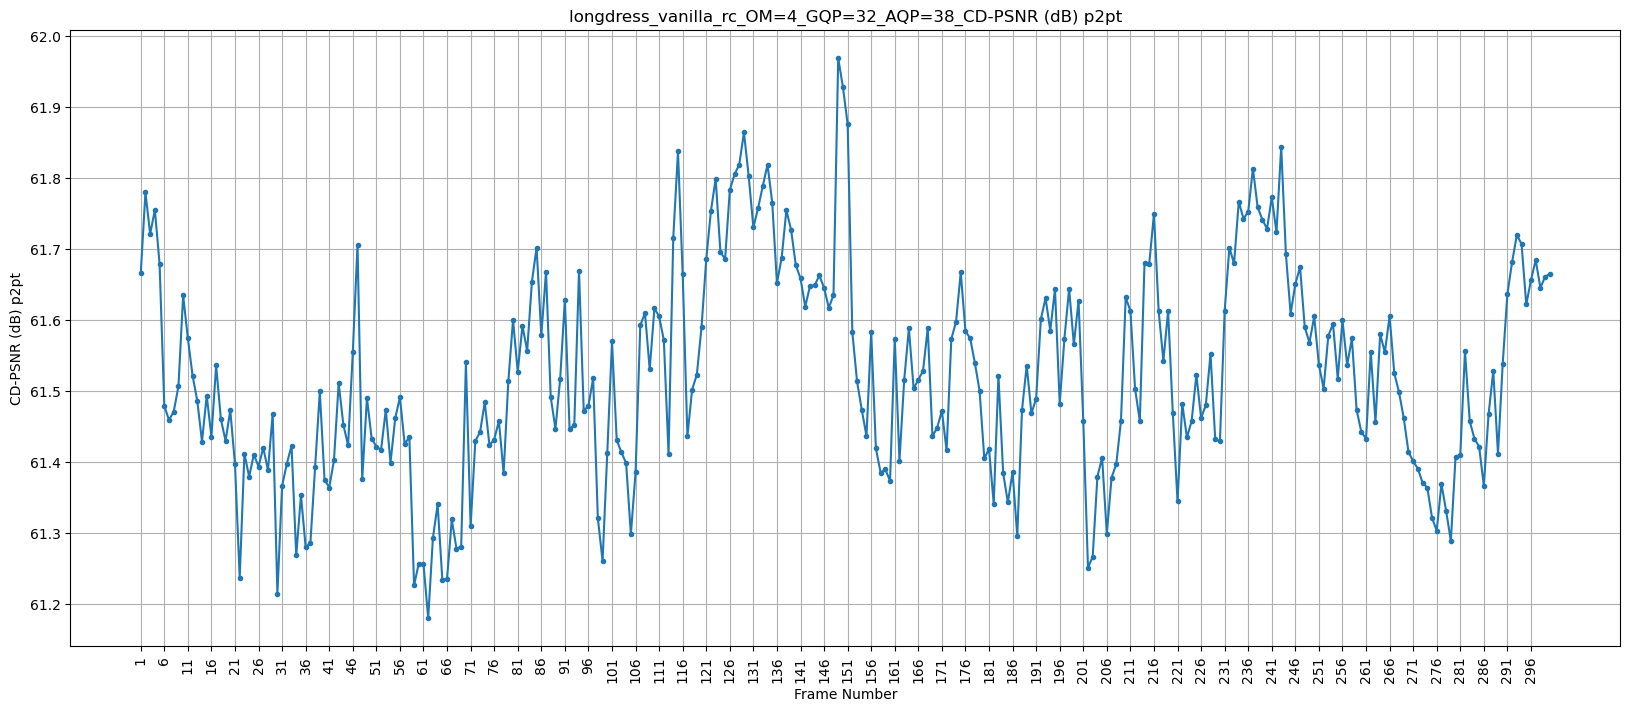 longdress_vanilla_rc_OM=4_GQP=32_AQP=38_CD-PSNR (dB) p2pt
CD-PSNR (dB) p2pt
62.0
61.9
61.8
61.7
61.6
61.5
61.4
61.3
61.2
1 6 11 16 21 26 31 36 41 46 51 56 61 66 71 76 81 86 91 96 101 106 111 116 121 126 131 136 141 146 151 156 161 166 171 176 181 186 191 196 201 206 211 216 221 226 231 236 241 246 251 256 261 266 271 276 281 286 291 296
Frame Number